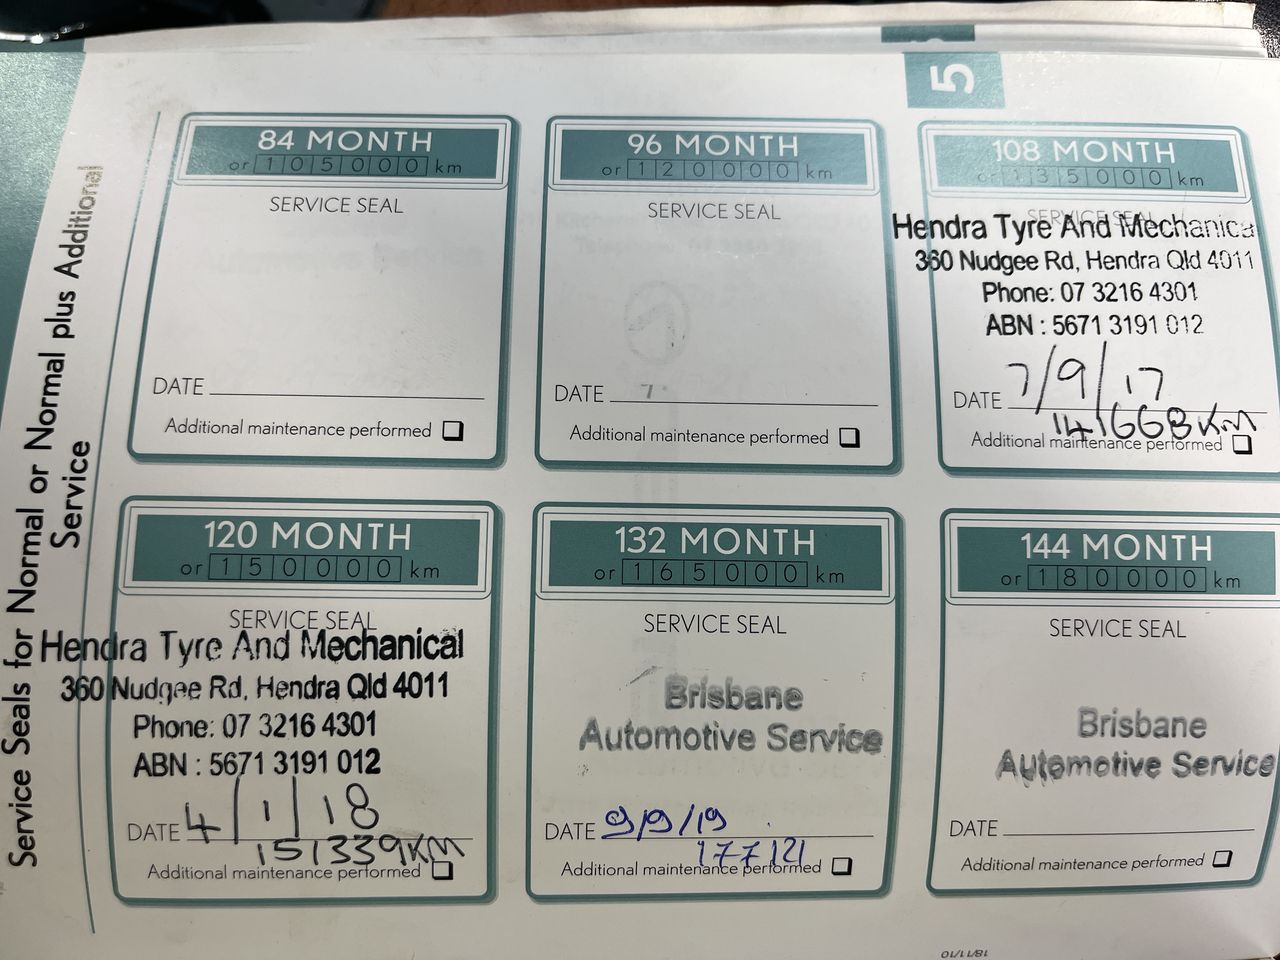 5
Service Seals for Normal or Normal plus Additional
Service
84 MONTH
or 105000 km
SERVICE SEAL
DATE
Additional maintenance performed
96 MONTH
or 120000 km
SERVICE SEAL
DATE
Additional maintenance performed
108 MONTH
or 135000 km
SERVICE SEAL
Hendra Tyre And Mechanica
360 Nudgee Rd, Hendra Qld 4011
Phone: 07 3216 4301
ABN : 5671 3191 012
DATE 7/9/17
141668KM
Additional maintenance performed
120 MONTH
or 150000 km
SERVICE SEAL
Hendra Tyre And Mechanical
360 Nudgee Rd, Hendra Qld 4011
Phone: 07 3216 4301
ABN : 5671 3191 012
DATE 4/1/18
151339KM
Additional maintenance performed
132 MONTH
or 165000 km
SERVICE SEAL
Brisbane
Automotive Service
DATE 9/9/19
177121
Additional maintenance performed
144 MONTH
or 180000 km
SERVICE SEAL
Brisbane
Automotive Service
DATE
Additional maintenance performed